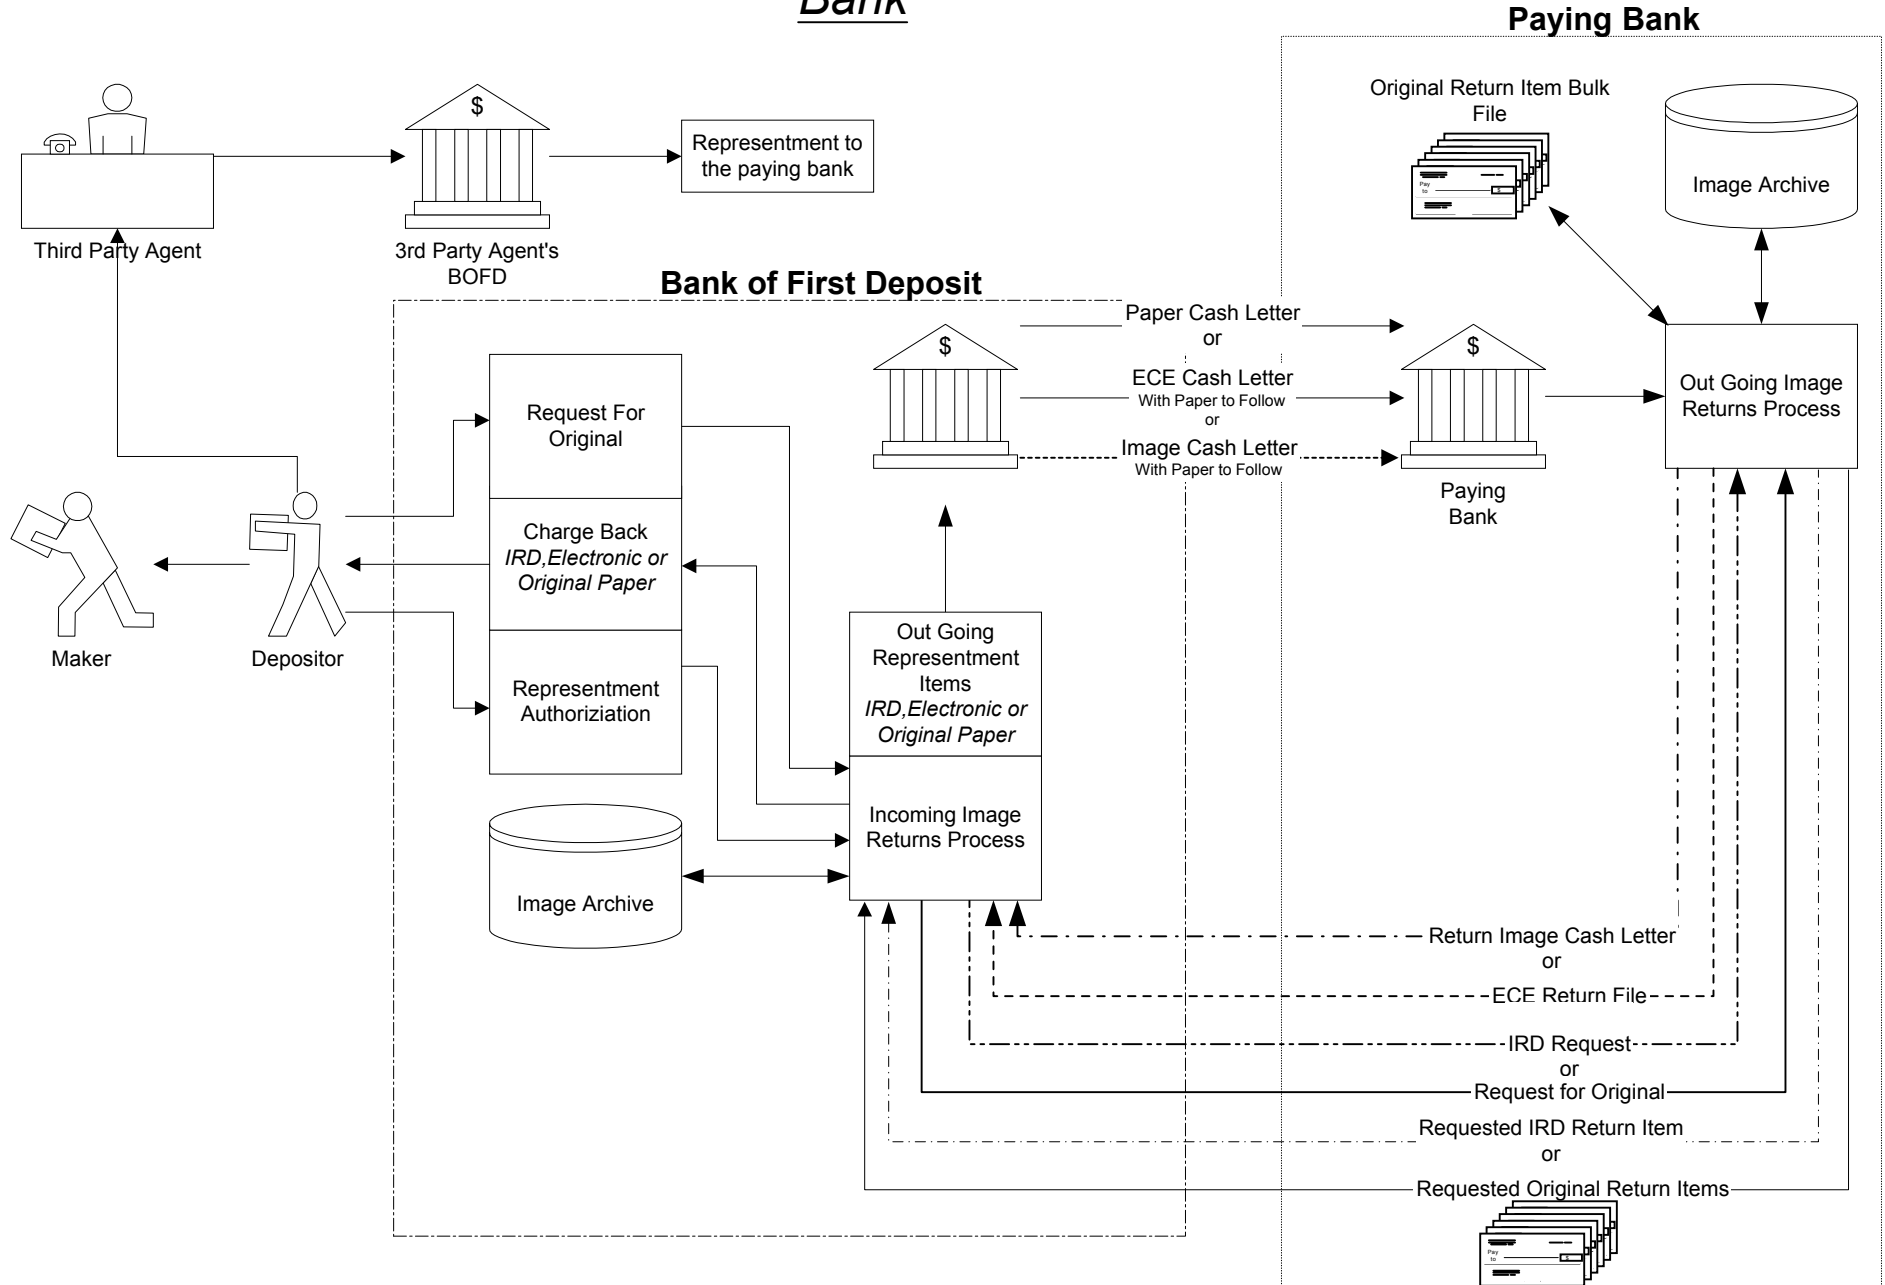 Bank
Paying Bank
Original Return Item Bulk
File
Pay
to
$
Image Archive
$
Representment to
the paying bank
Third Party Agent
3rd Party Agent's
BOFD
Bank of First Deposit
Paper Cash Letter
or
ECE Cash Letter
With Paper to Follow
or
Image Cash Letter
With Paper to Follow
$
$
Paying
Bank
Out Going Image
Returns Process
Request For
Original
Charge Back
IRD,Electronic or
Original Paper
Representment
Authoriziation
Maker
Depositor
Out Going
Representment
Items
IRD,Electronic or
Original Paper
Incoming Image
Returns Process
Image Archive
Return Image Cash Letter
or
ECE Return File
IRD Request
or
Request for Original
Requested IRD Return Item
or
Requested Original Return Items
Pay
to
$